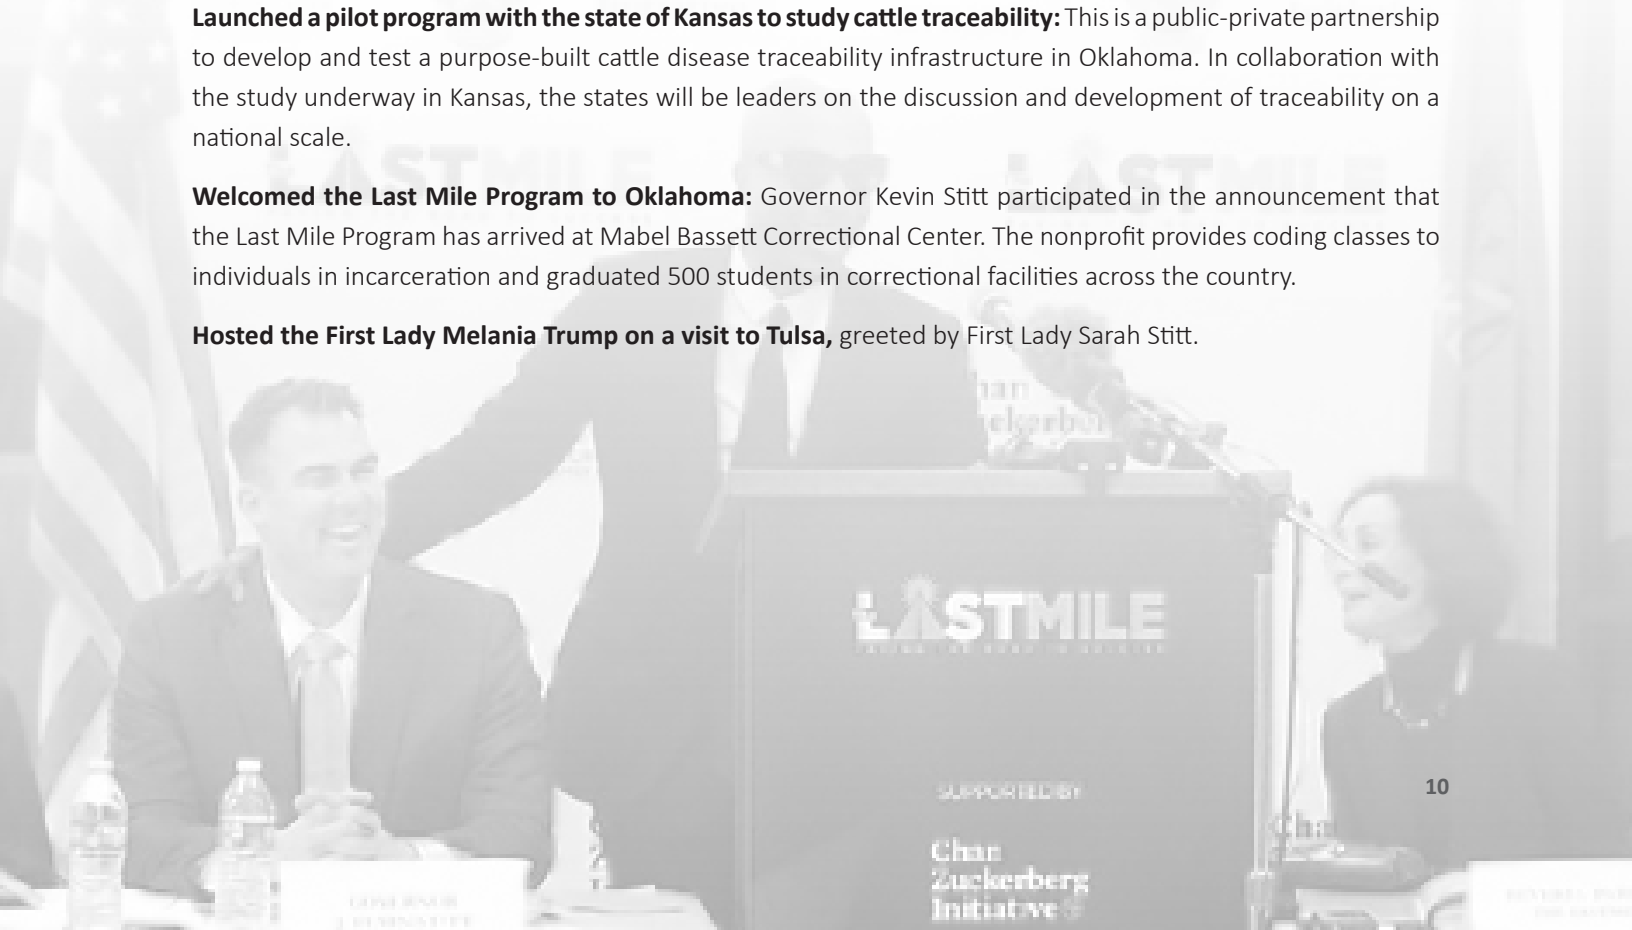 Launched a pilot program with the state of Kansas to study cattle traceability: This is a public-private partnership
to develop and test a purpose-built cattle disease traceability infrastructure in Oklahoma. In collaboration with
the study underway in Kansas, the states will be leaders on the discussion and development of traceability on a
national scale.
LASTMILE
LASTMILE
Welcomed the Last Mile Program to Oklahoma: Governor Kevin Stitt participated in the announcement that
the Last Mile Program has arrived at Mabel Bassett Correctional Center. The nonprofit provides coding classes to
individuals in incarceration and graduated 500 students in correctional facilities across the country.
Hosted the First Lady Melania Trump on a visit to Tulsa, greeted by First Lady Sarah Stitt.
LASTMILE
10
SUPPORTED BY
Chan
Zuckerberg
Initiative
GOVERNOR